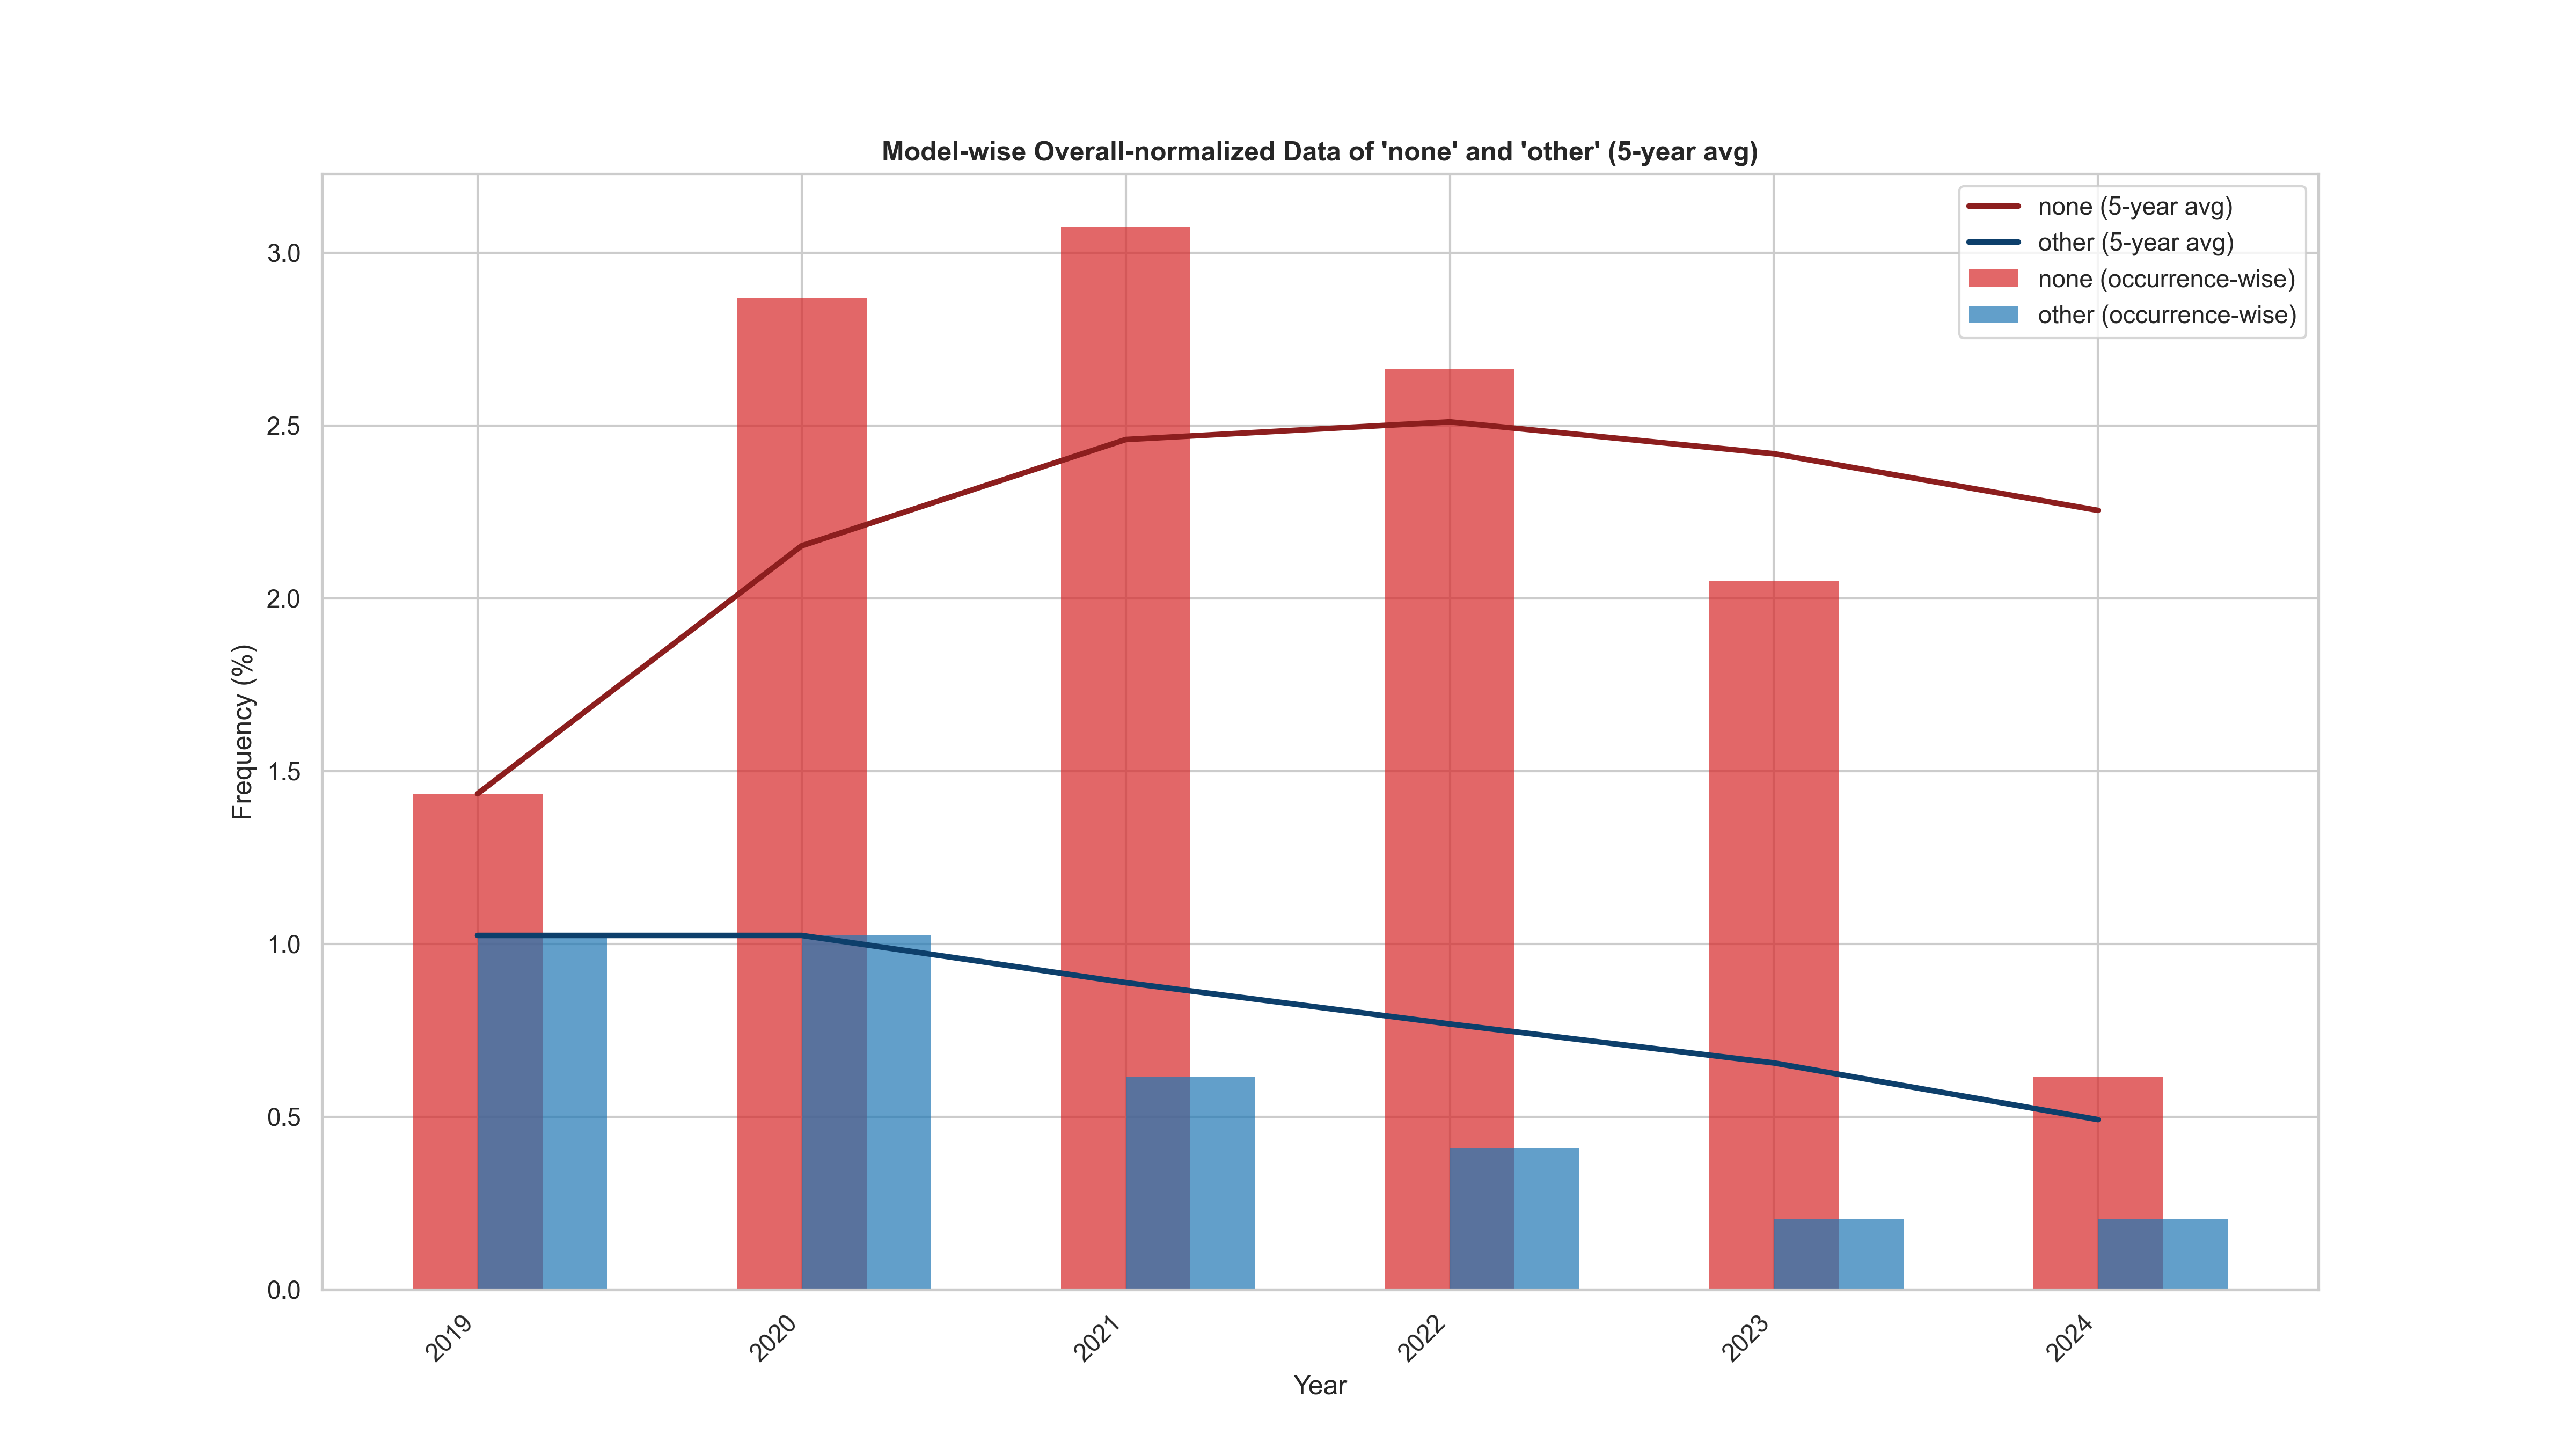 Model-wise Overall-normalized Data of 'none' and 'other' (5-year avg)
none (5-year avg)
other (5-year avg)
none (occurrence-wise)
other (occurrence-wise)
Frequency (%)
3.0
2.5
2.0
1.5
1.0
0.5
0.0
2019
2020
2021
2022
2023
2024
Year